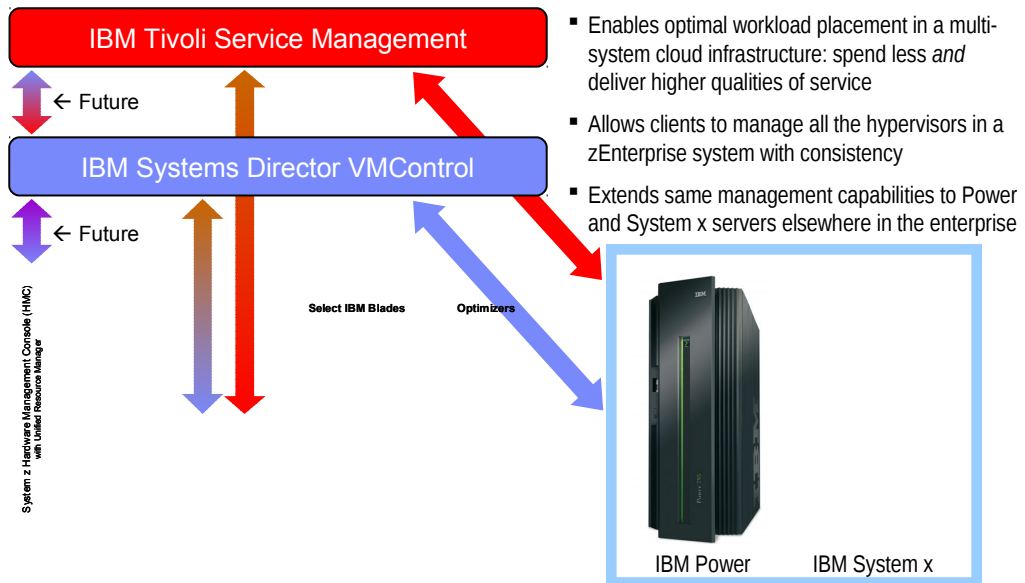 IBM Tivoli Service Management
← Future
IBM Systems Director VMControl
← Future
System z Hardware Management Console (HMC)
with Unified Resource Manager
Select IBM Blades
Optimizers
▪ Enables optimal workload placement in a multi-
system cloud infrastructure: spend less and
deliver higher qualities of service
▪ Allows clients to manage all the hypervisors in a
zEnterprise system with consistency
▪ Extends same management capabilities to Power
and System x servers elsewhere in the enterprise
IBM
IBM
IBM Power
IBM System x